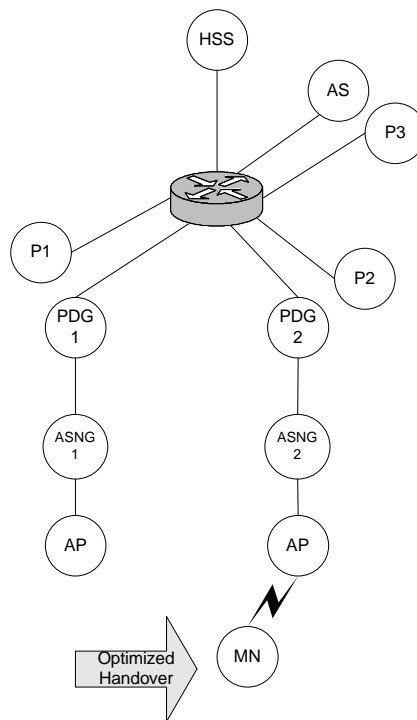 HSS
AS
P3
P1
P2
PDG
1
PDG
2
ASNG
1
ASNG
2
AP
AP
MN
Optimized
Handover